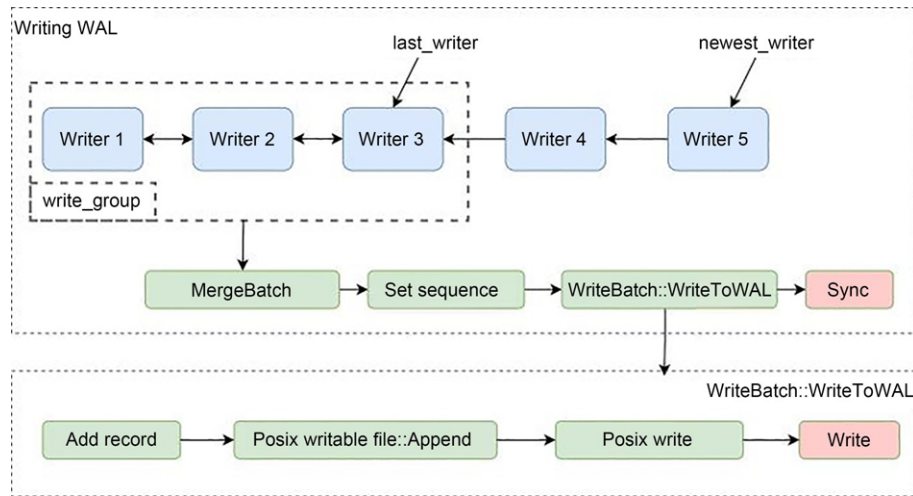 Writing WAL
last_writer
newest_writer
Writer 1
Writer 2
Writer 3
Writer 4
Writer 5
write_group
MergeBatch
Set sequence
WriteBatch::WriteToWAL
Sync
WriteBatch::WriteToWAL
Add record
Posix writable file::Append
Posix write
Write